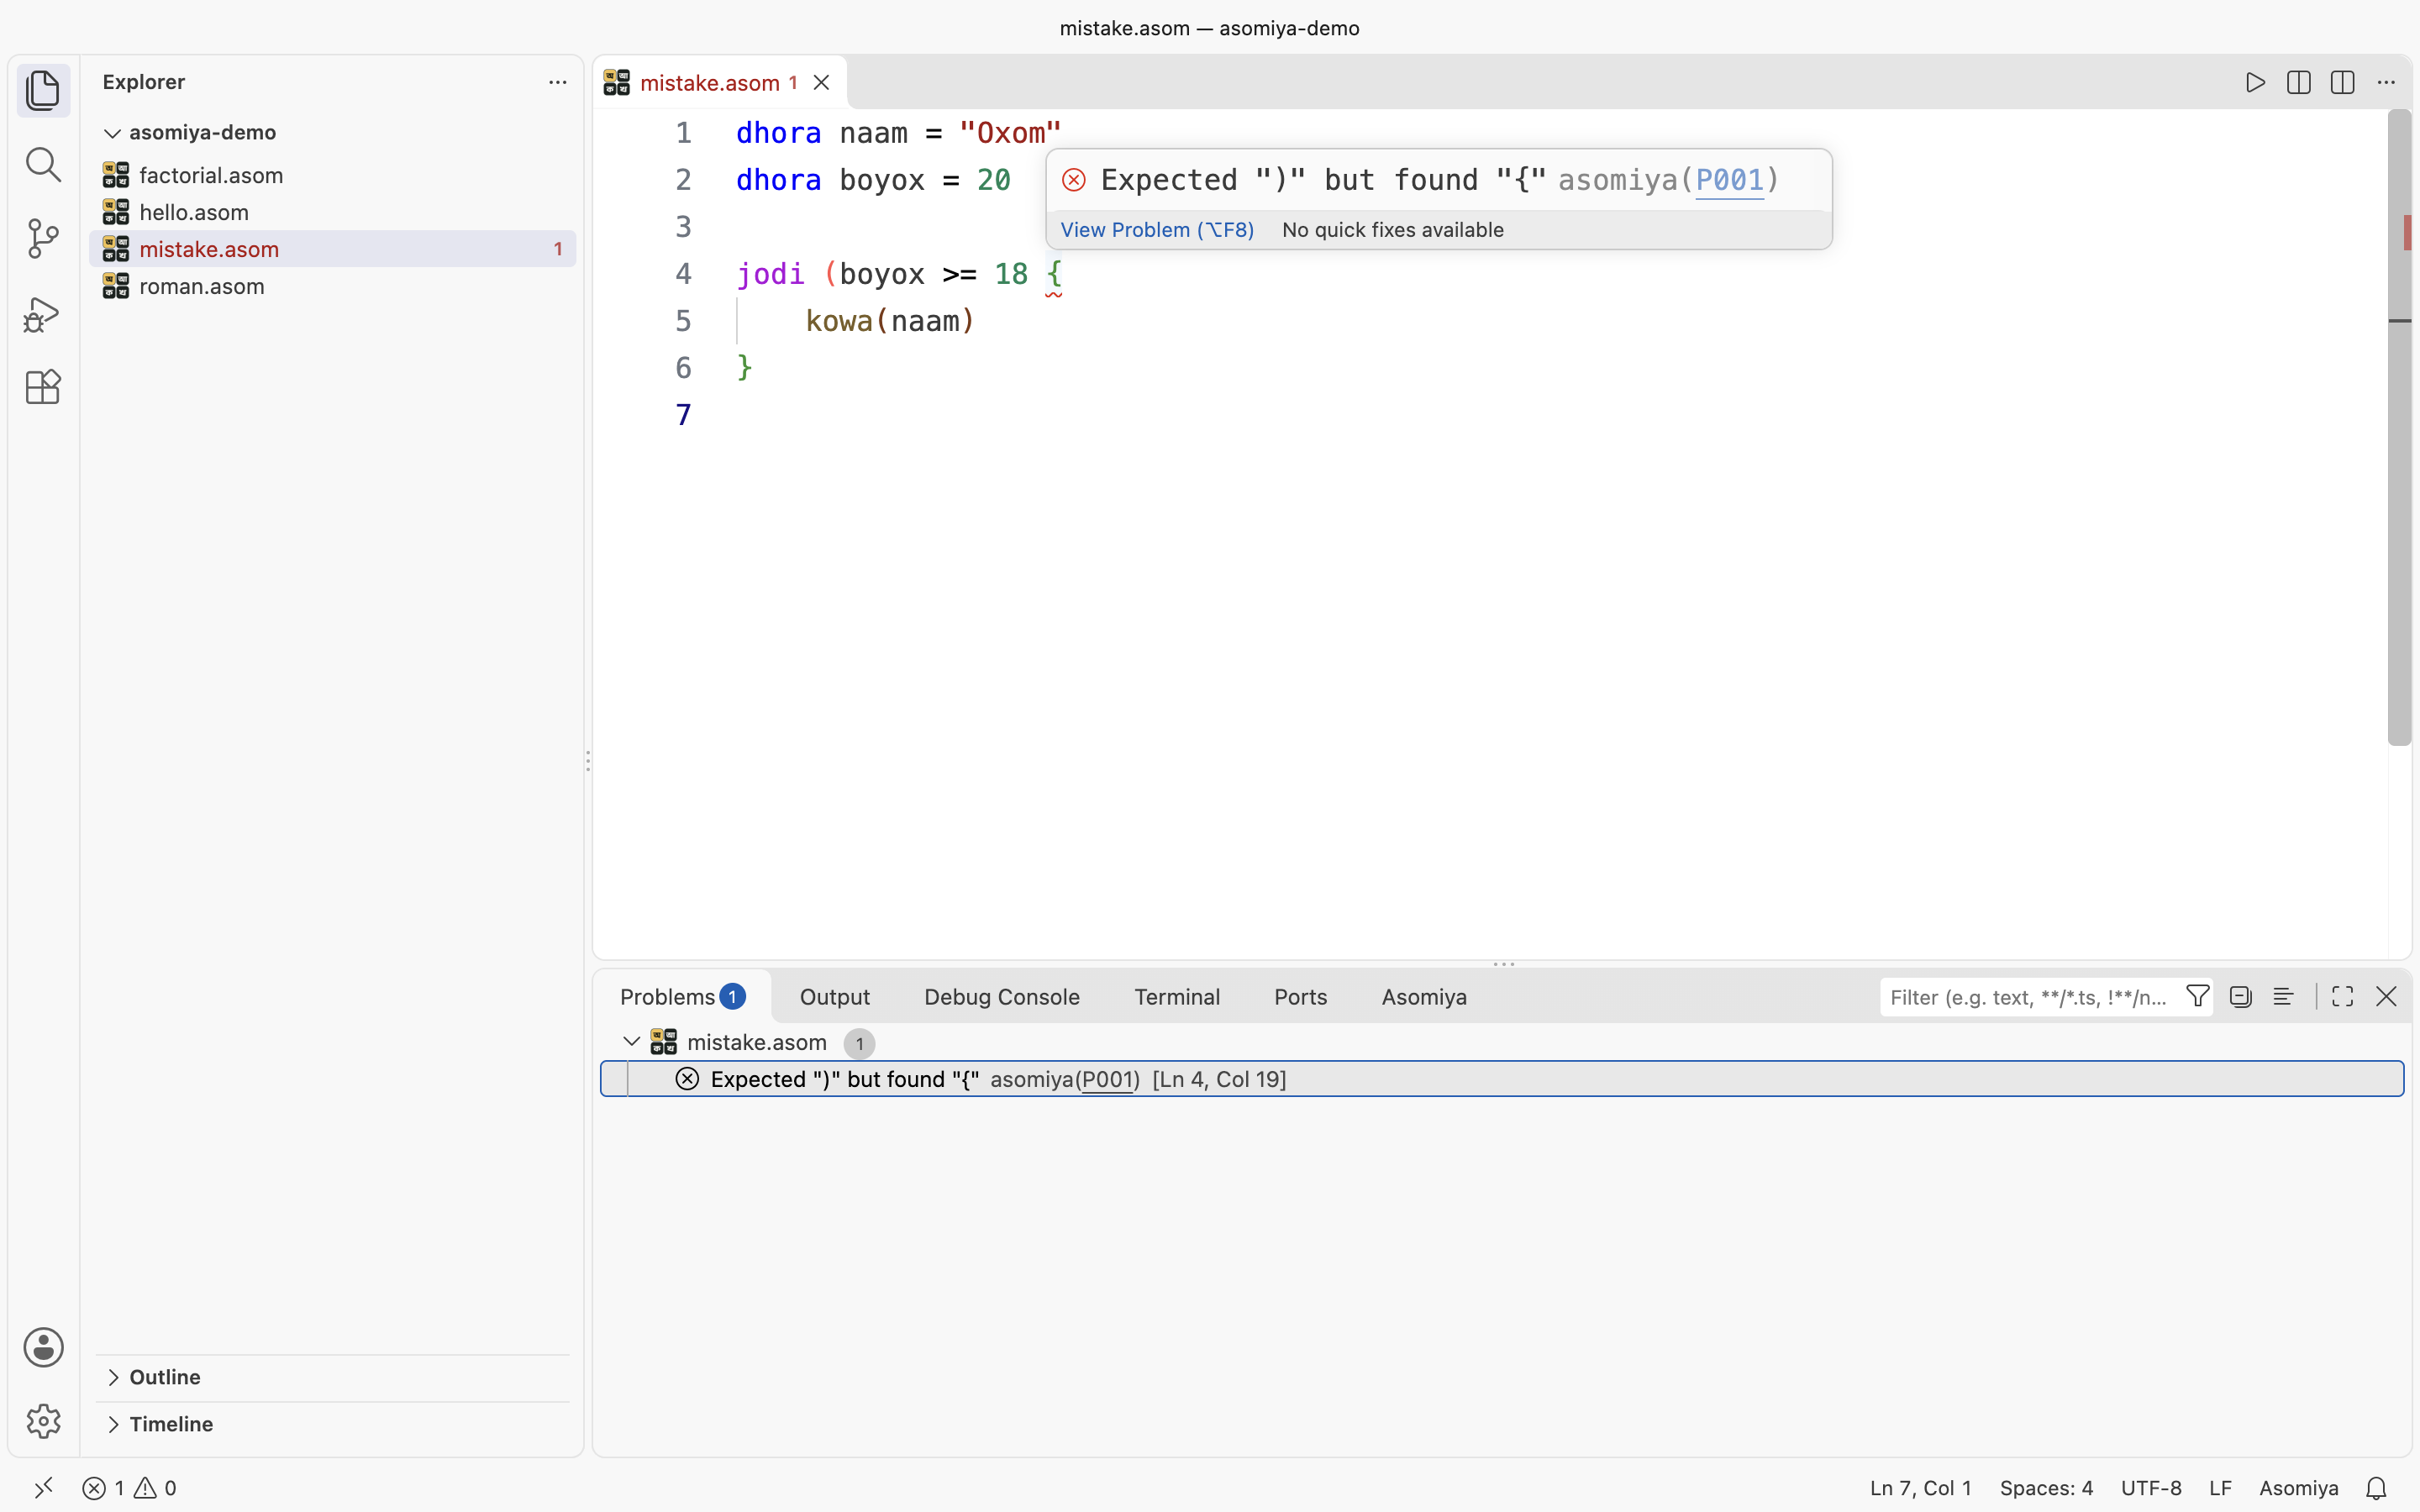 mistake.asom — asomiya-demo
Explorer
asomiya-demo
factorial.asom
hello.asom
mistake.asom 1
roman.asom
Outline
Timeline
mistake.asom 1
1 dhora naam = "Oxom"
2 dhora boyox = 20
Expected ")" but found "{" asomiya(P001)
View Problem (⌥F8) No quick fixes available
3
4 jodi (boyox >= 18 {
5 kowa(naam)
6 }
7
Problems 1 Output Debug Console Terminal Ports Asomiya Filter (e.g. text, **/*.ts, !**/n...
mistake.asom 1
Expected ")" but found "{" asomiya(P001) [Ln 4, Col 19]
1 0 Ln 7, Col 1 Spaces: 4 UTF-8 LF Asomiya